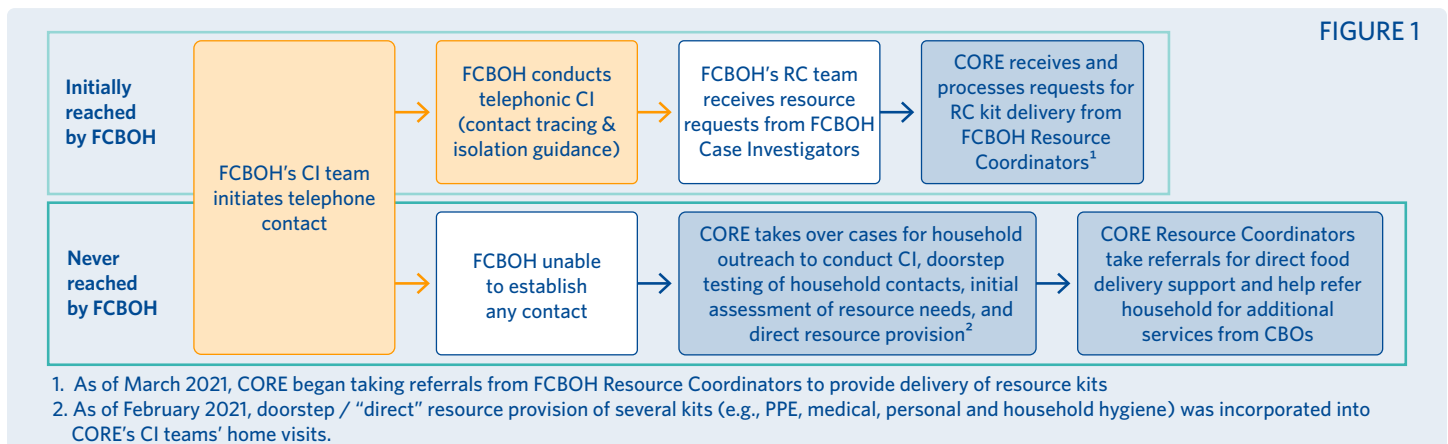 FIGURE 1
Initially
reached
by FCBOH
FCBOH's CI team
initiates telephone
contact
FCBOH conducts
telephonic CI
(contact tracing &
isolation guidance)
FCBOH's RC team
receives resource
requests from FCBOH
Case Investigators
CORE receives and
processes requests for
RC kit delivery from
FCBOH Resource
Coordinators¹
Never
reached
by FCBOH
FCBOH unable
to establish
any contact
CORE takes over cases for household
outreach to conduct CI, doorstep
testing of household contacts, initial
assessment of resource needs, and
direct resource provision²
CORE Resource Coordinators
take referrals for direct food
delivery support and help refer
household for additional
services from CBOs
1. As of March 2021, CORE began taking referrals from FCBOH Resource Coordinators to provide delivery of resource kits
2. As of February 2021, doorstep / “direct” resource provision of several kits (e.g., PPE, medical, personal and household hygiene) was incorporated into
CORE's CI teams' home visits.